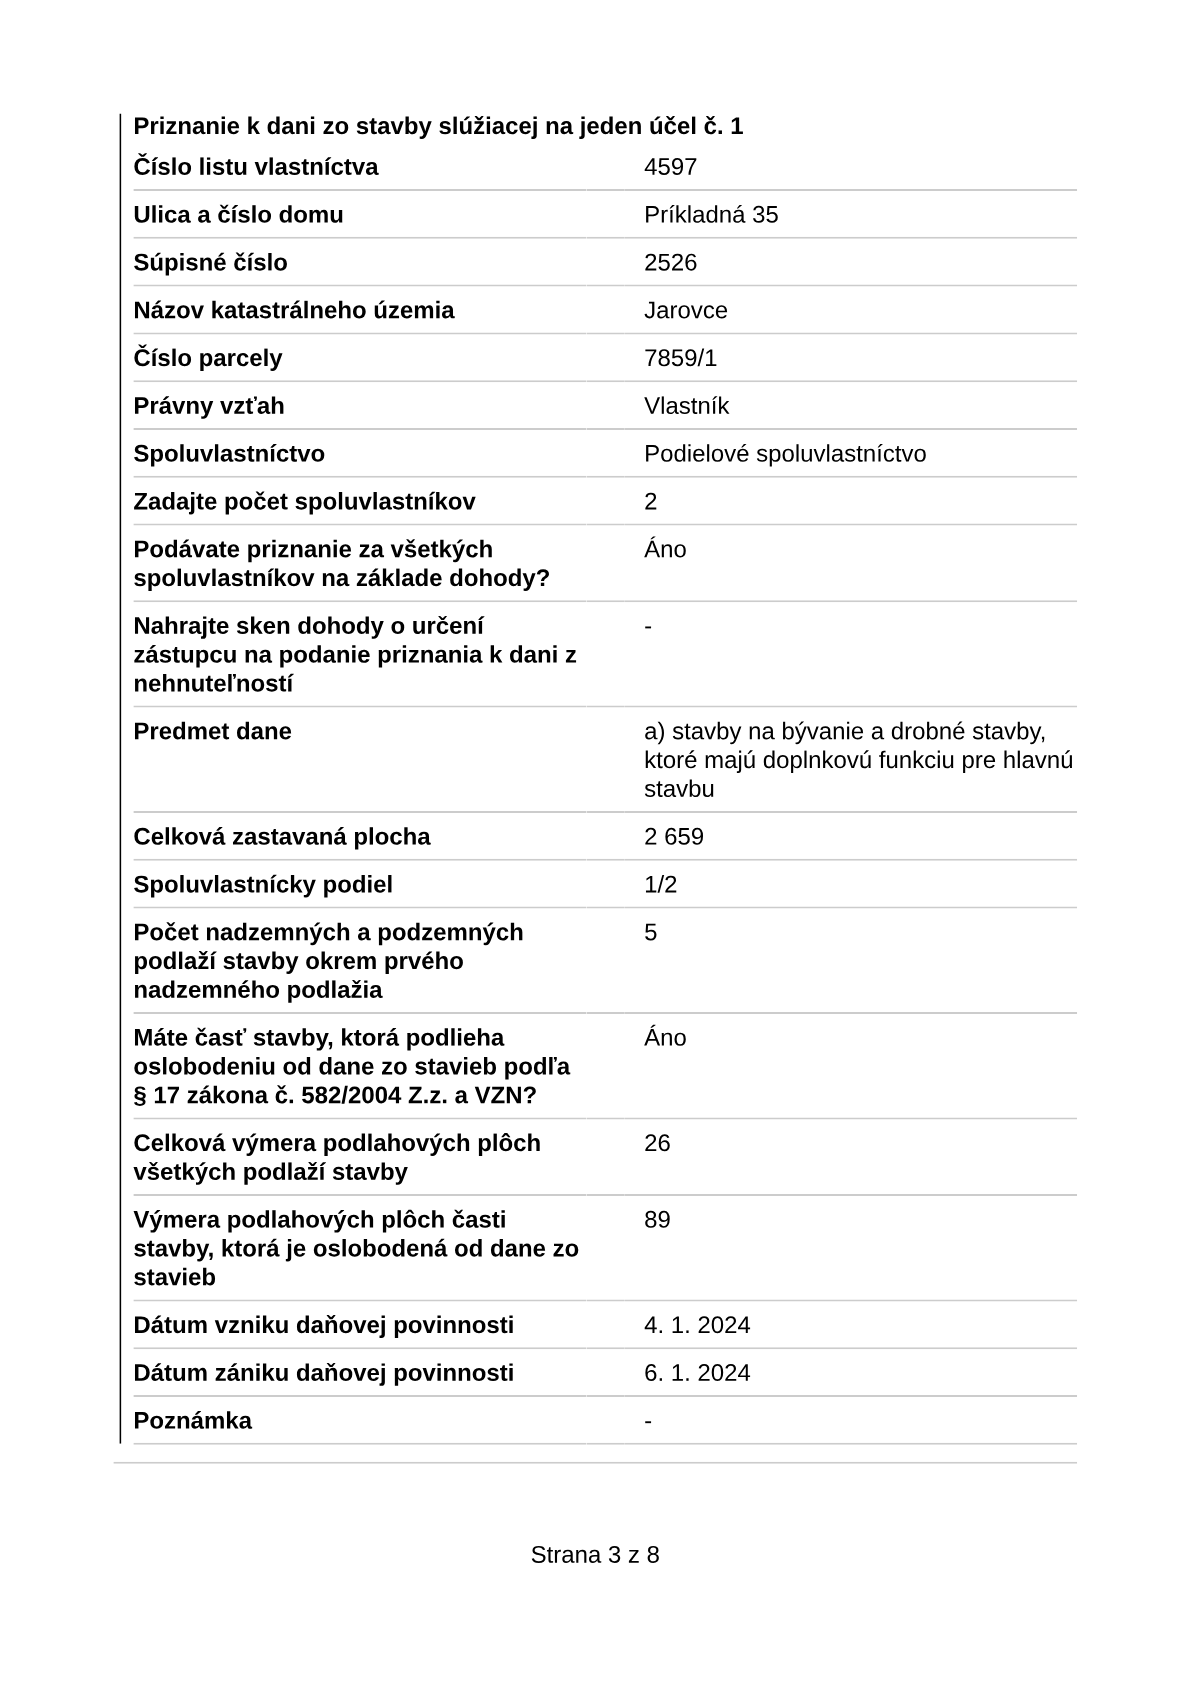 Priznanie k dani zo stavby slúžiacej na jeden účel č. 1
Číslo listu vlastníctva 4597
Ulica a číslo domu Príkladná 35
Súpisné číslo 2526
Názov katastrálneho územia Jarovce
Číslo parcely 7859/1
Právny vzťah Vlastník
Spoluvlastníctvo Podielové spoluvlastníctvo
Zadajte počet spoluvlastníkov 2
Podávate priznanie za všetkých Áno
spoluvlastníkov na základe dohody?
Nahrajte sken dohody o určení -
zástupcu na podanie priznania k dani z
nehnuteľností
Predmet dane a) stavby na bývanie a drobné stavby,
ktoré majú doplnkovú funkciu pre hlavnú
stavbu
Celková zastavaná plocha 2 659
Spoluvlastnícky podiel 1/2
Počet nadzemných a podzemných 5
podlaží stavby okrem prvého
nadzemného podlažia
Máte časť stavby, ktorá podlieha Áno
oslobodeniu od dane zo stavieb podľa
§ 17 zákona č. 582/2004 Z.z. a VZN?
Celková výmera podlahových plôch 26
všetkých podlaží stavby
Výmera podlahových plôch časti 89
stavby, ktorá je oslobodená od dane zo
stavieb
Dátum vzniku daňovej povinnosti 4. 1. 2024
Dátum zániku daňovej povinnosti 6. 1. 2024
Poznámka -
Strana 3 z 8